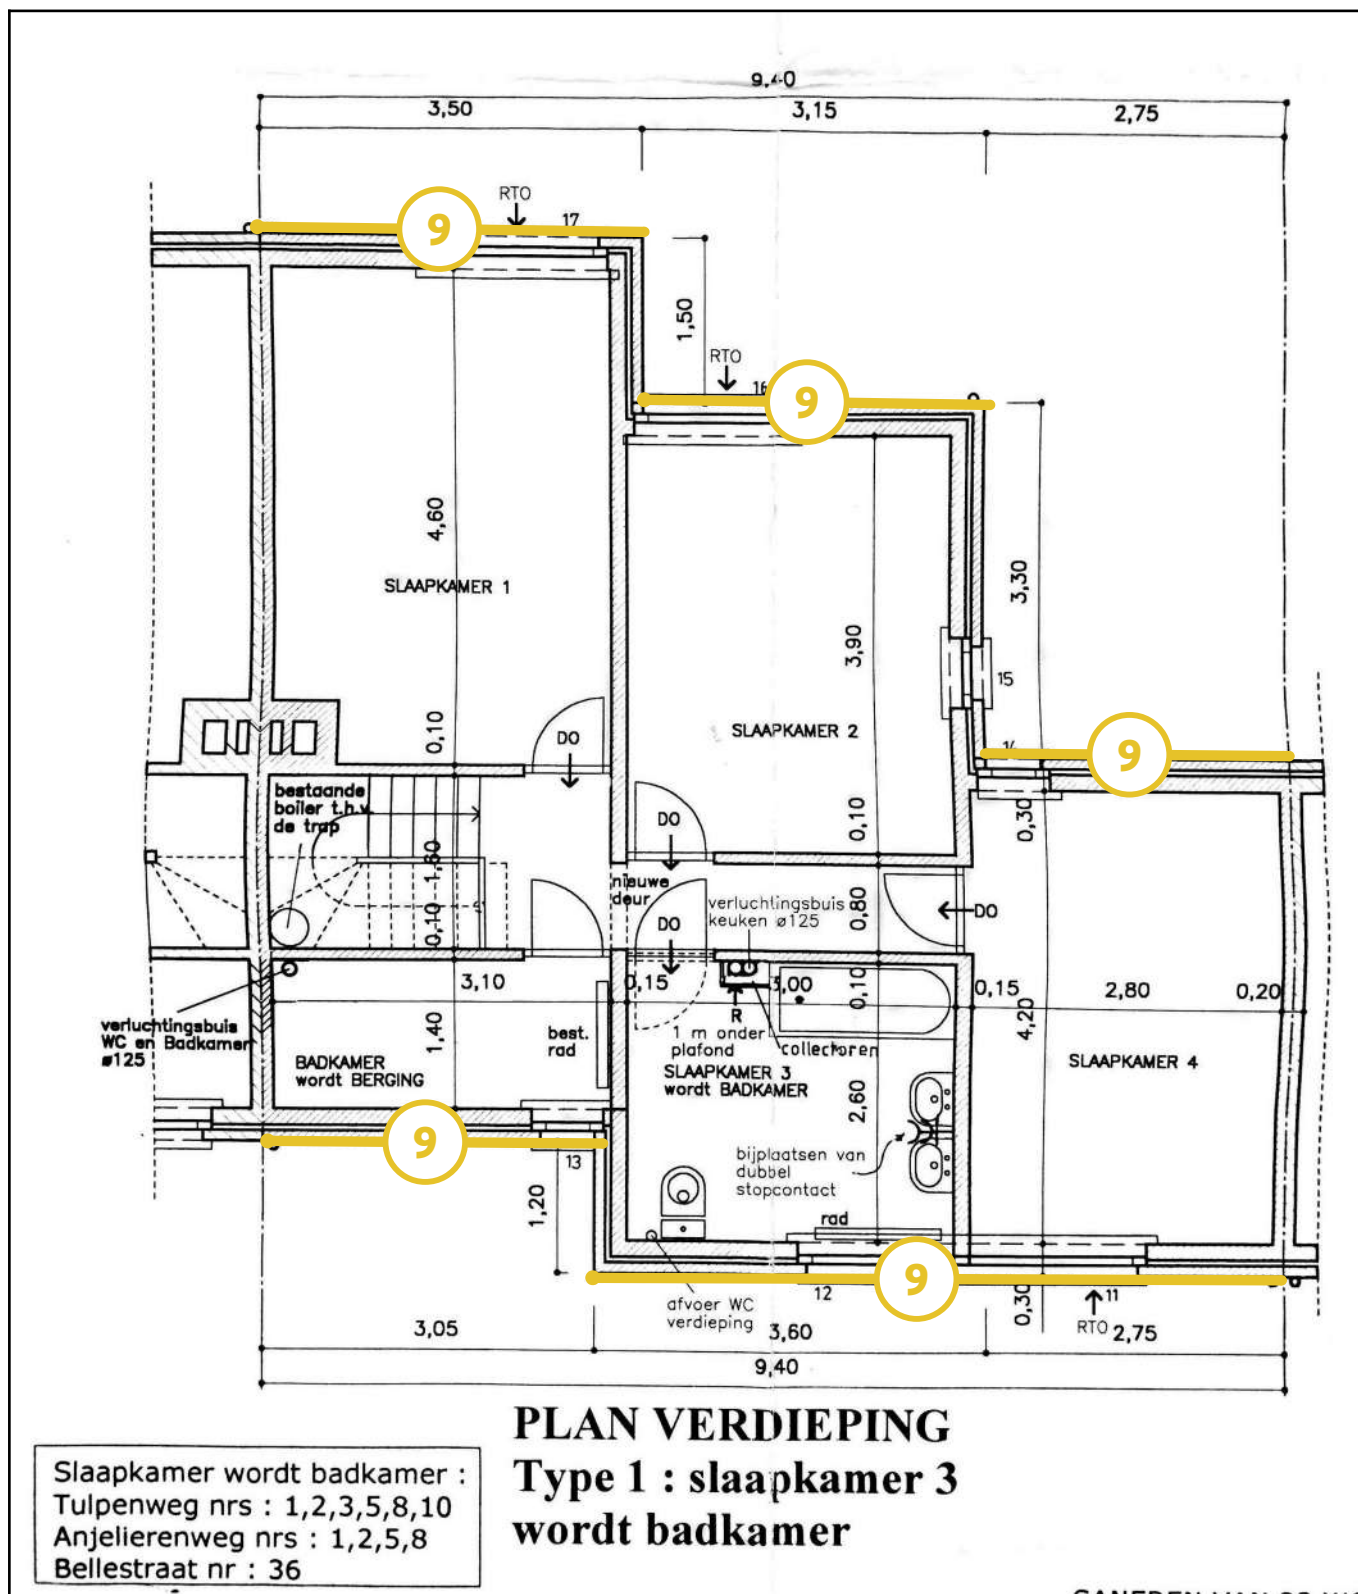 9,40
3,50
3,15
2,75
RTO
17
9
1,50
RTO
16
9
3,30
4,60
SLAAPKAMER 1
3,90
15
SLAAPKAMER 2
0,10
DO
14
9
bestaande
boiler t.h.v.
de trap
0,10
0,30
DO
1,60
nieuwe
deur
verluchtingsbuis
keuken ø125
0,80
DO
DO
0,10
3,10
0,15
3,00
0,10
0,15
2,80
0,20
verluchtingsbuis
WC en Badkamer
ø125
1,40
best.
rad
R
1 m onder
plafond
collectoren
4,20
BADKAMER
wordt BERGING
SLAAPKAMER 3
wordt BADKAMER
SLAAPKAMER 4
2,60
9
13
bijplaatsen van
dubbel
stopcontact
1,20
rad
9
12
afvoer WC
verdieping
0,30
11
RTO
3,05
3,60
2,75
9,40
PLAN VERDIEPING
Type 1 : slaapkamer 3
wordt badkamer
Slaapkamer wordt badkamer :
Tulpenweg nrs : 1,2,3,5,8,10
Anjelierenweg nrs : 1,2,5,8
Bellestraat nr : 36